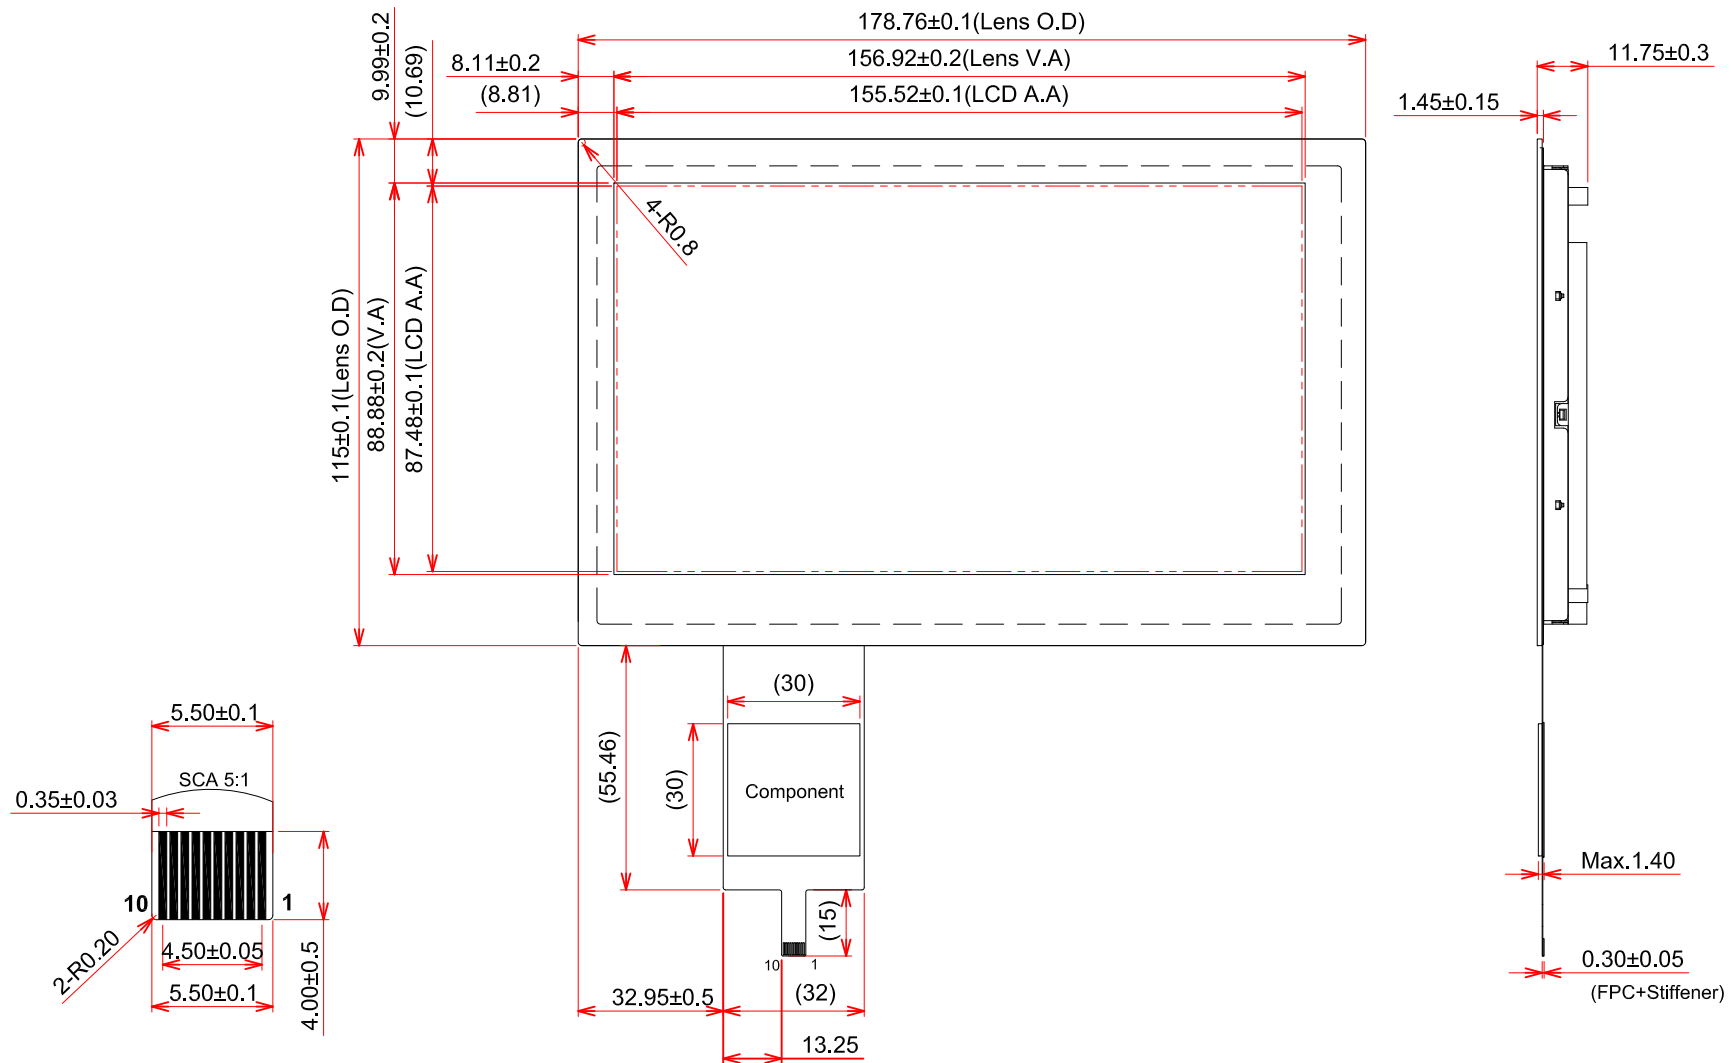 178.76±0.1(Lens O.D)
156.92±0.2(Lens V.A)
155.52±0.1(LCD A.A)
8.11±0.2
(8.81)
9.99±0.2
(10.69)
11.75±0.3
1.45±0.15
4-R0.8
115±0.1(Lens O.D)
88.88±0.2(V.A)
87.48±0.1(LCD A.A)
(30)
(55.46)
(30)
Component
(15)
10
1
32.95±0.5
(32)
13.25
5.50±0.1
SCA 5:1
0.35±0.03
10
1
2-R0.20
4.50±0.05
5.50±0.1
4.00±0.5
Max.1.40
0.30±0.05
(FPC+Stiffener)